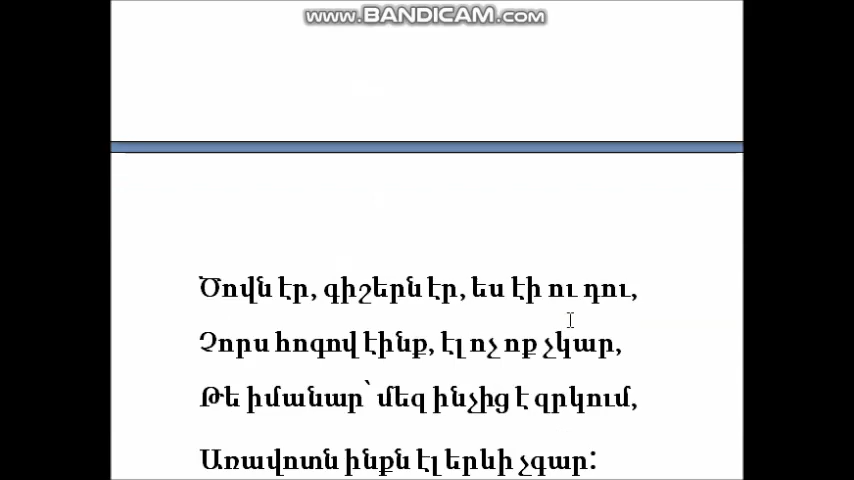 www.BANDICAM.com
Ծովն էր, գիշերն էր, ես էի ու դու,
Չորս հոգով էինք, էլ ոչ ոք չկար,
Թե իմանար՝ մեզ ինչից է զրկում,
Առավոտն ինքն էլ երևի չգար: